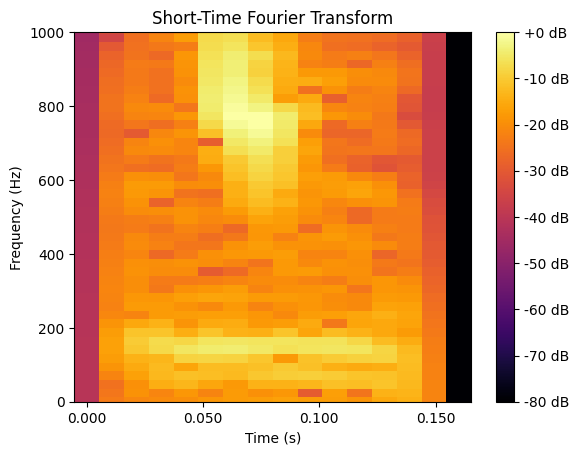 Short-Time Fourier Transform
1000
800
600
400
200
0
Frequency (Hz)
0.000
0.050
0.100
0.150
Time (s)
+0 dB
-10 dB
-20 dB
-30 dB
-40 dB
-50 dB
-60 dB
-70 dB
-80 dB